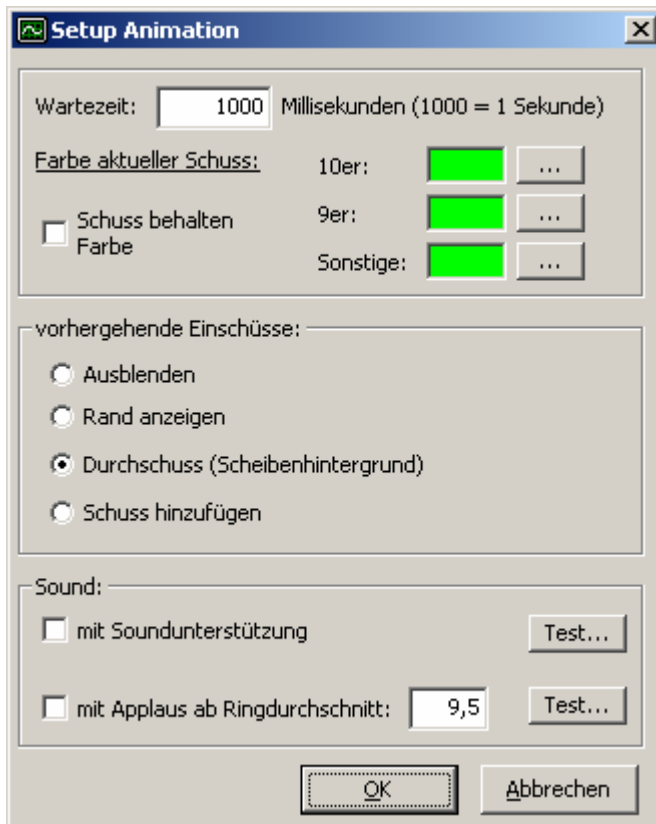 Setup Animation
Wartezeit: 1000 Millisekunden (1000 = 1 Sekunde)
Farbe aktueller Schuss: 10er: ...
Schuss behalten
Farbe
9er: ...
Sonstige: ...
vorhergehende Einschüsse:
Ausblenden
Rand anzeigen
Durchschuss (Scheibenhintergrund)
Schuss hinzufügen
Sound:
mit Soundunterstützung Test...
mit Applaus ab Ringdurchschnitt: 9,5 Test...
OK Abbrechen